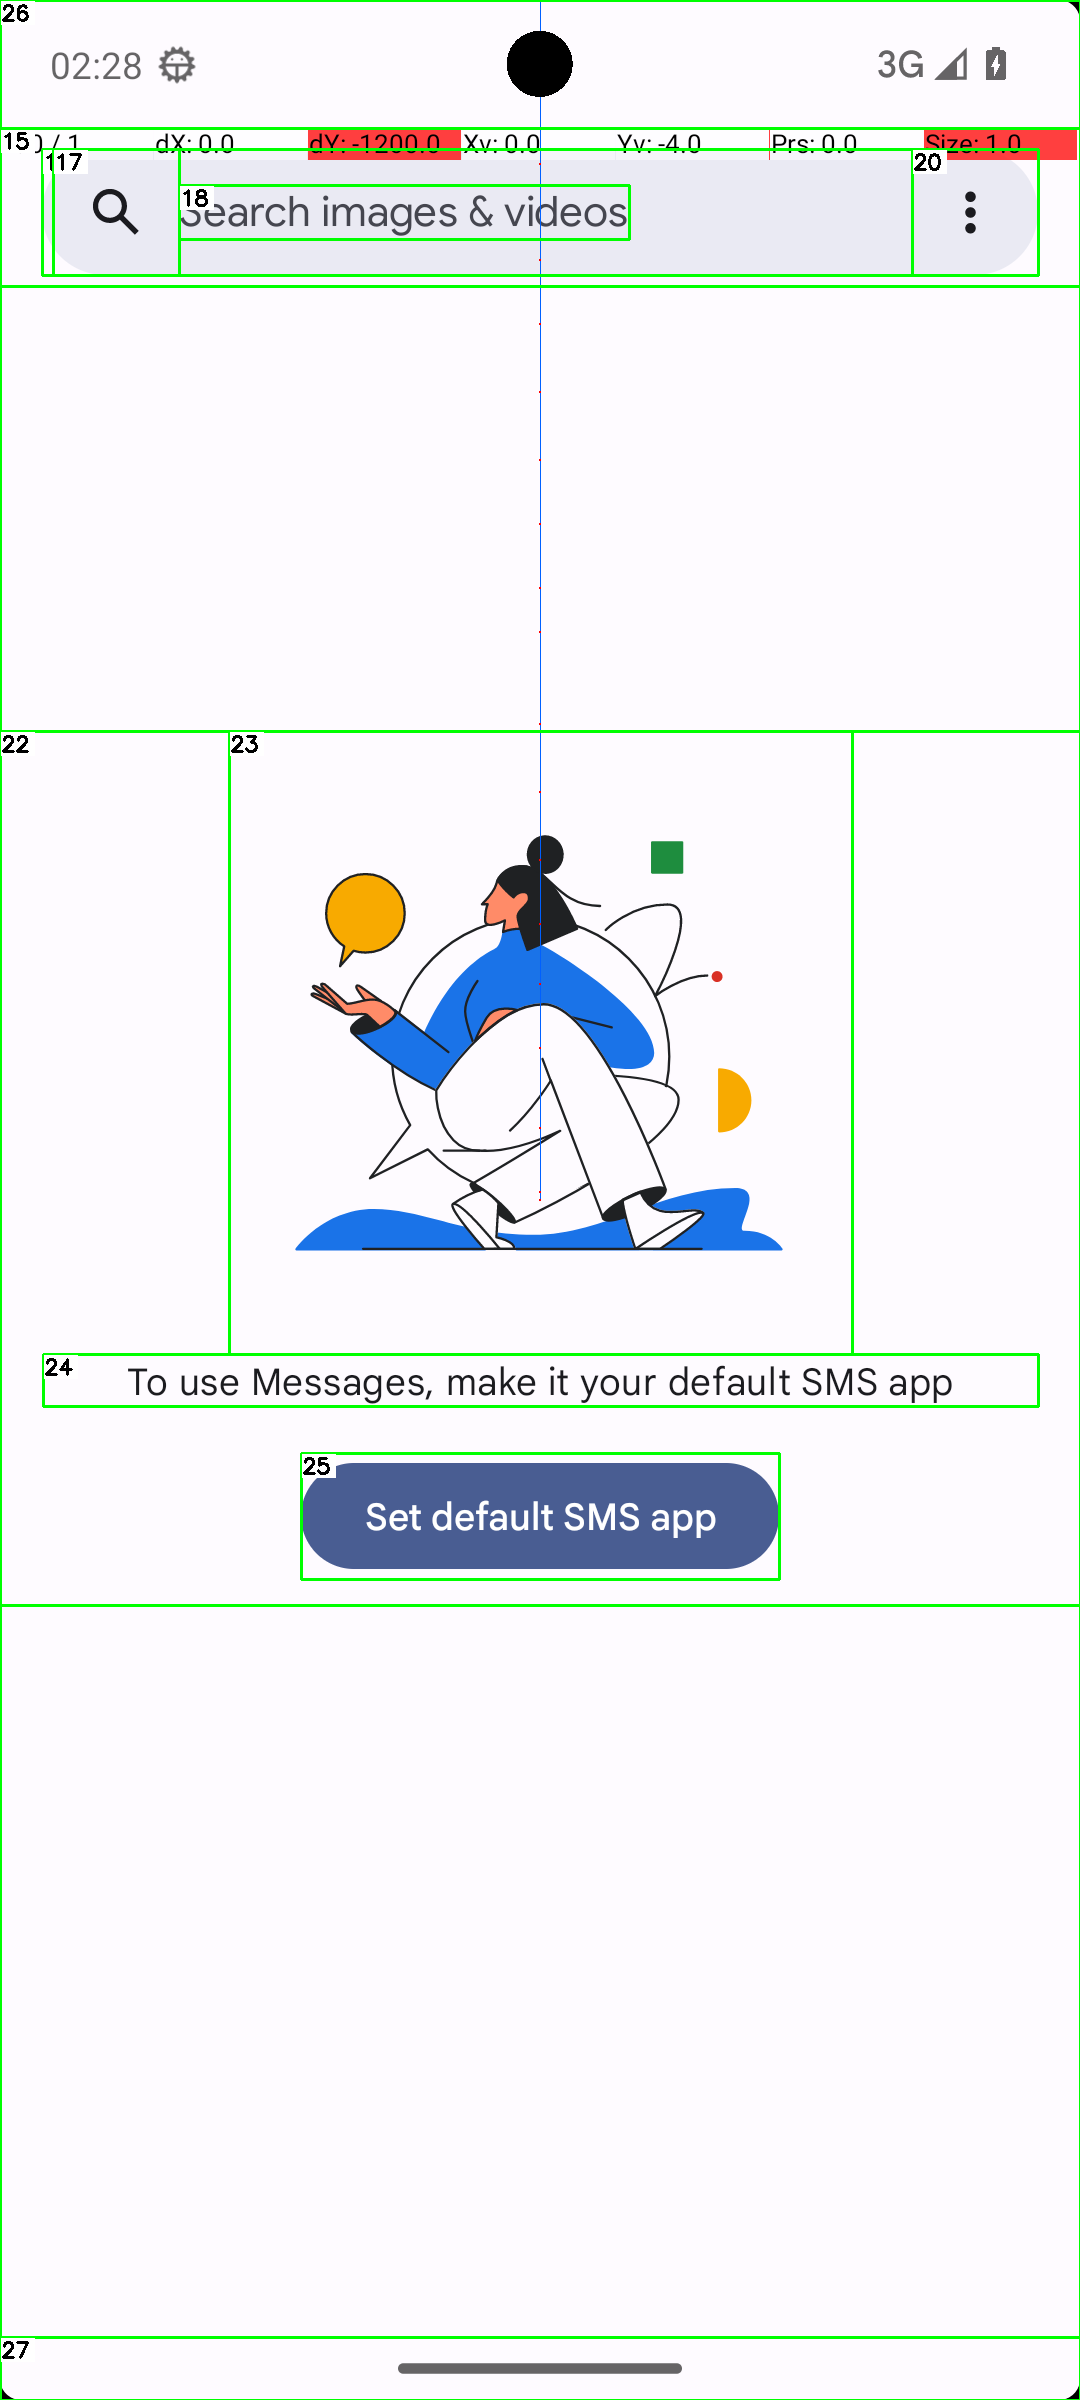 26
02:28 3G
15 0 / 1 dX: 0.0 dY: -1200.0 Xv: 0.0 Yv: -4.0 Prs: 0.0 Size: 1.0
117 20
18 Search images & videos
22 23
24 To use Messages, make it your default SMS app
25
Set default SMS app
27